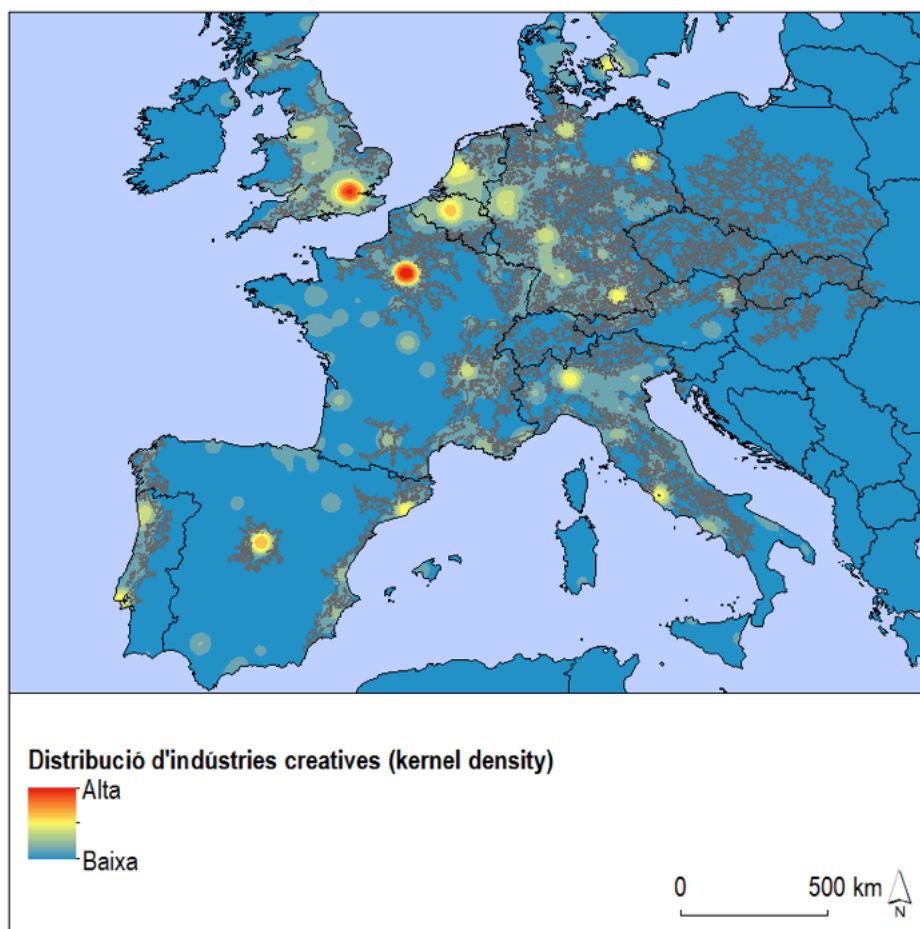 Distribució d'indústries creatives (kernel density)
Alta
Baixa
0 500 km
N